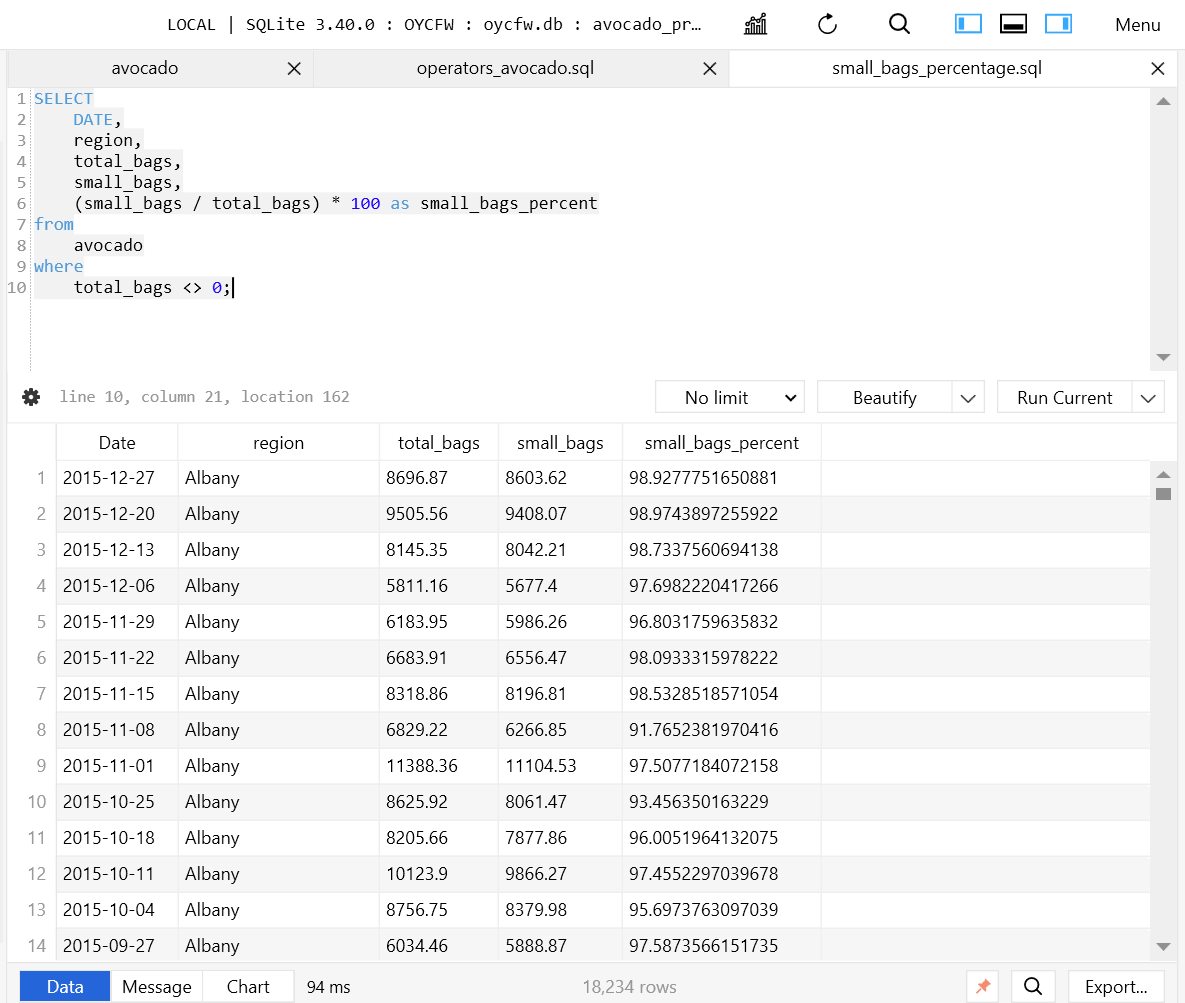 LOCAL | SQLite 3.40.0 : OYCFW : oycfw.db : avocado_pr... Menu
avocado operators_avocado.sql small_bags_percentage.sql
1 SELECT
2 DATE,
3 region,
4 total_bags,
5 small_bags,
6 (small_bags / total_bags) * 100 as small_bags_percent
7 from
8 avocado
9 where
10 total_bags <> 0;
line 10, column 21, location 162 No limit Beautify Run Current
Date region total_bags small_bags small_bags_percent
1 2015-12-27 Albany 8696.87 8603.62 98.9277751650881
2 2015-12-20 Albany 9505.56 9408.07 98.9743897255922
3 2015-12-13 Albany 8145.35 8042.21 98.7337560694138
4 2015-12-06 Albany 5811.16 5677.4 97.6982220417266
5 2015-11-29 Albany 6183.95 5986.26 96.8031759635832
6 2015-11-22 Albany 6683.91 6556.47 98.0933315978222
7 2015-11-15 Albany 8318.86 8196.81 98.5328518571054
8 2015-11-08 Albany 6829.22 6266.85 91.7652381970416
9 2015-11-01 Albany 11388.36 11104.53 97.5077184072158
10 2015-10-25 Albany 8625.92 8061.47 93.456350163229
11 2015-10-18 Albany 8205.66 7877.86 96.0051964132075
12 2015-10-11 Albany 10123.9 9866.27 97.4552297039678
13 2015-10-04 Albany 8756.75 8379.98 95.6973763097039
14 2015-09-27 Albany 6034.46 5888.87 97.5873566151735
Data Message Chart 94 ms 18,234 rows Export...